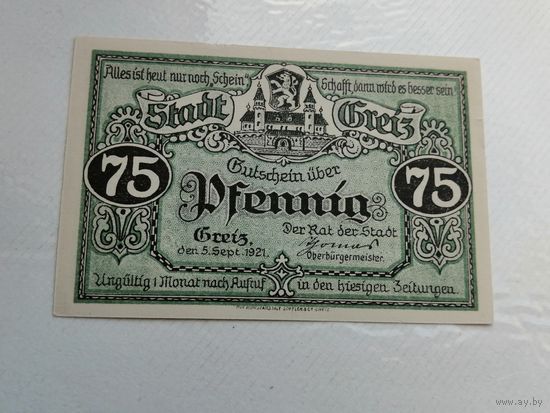 „Alles ist heut nur noch „Schein"
Schafft, dann wird es besser sein
Stadt Greiz
75 75
Gutschein über
Pfennig
Greiz,
den 5. Sept. 1921.
Der Rat der Stadt
Oberbürgermeister.
Ungültig 1 Monat nach Aufruf in den hiesigen Zeitungen.
ay.by